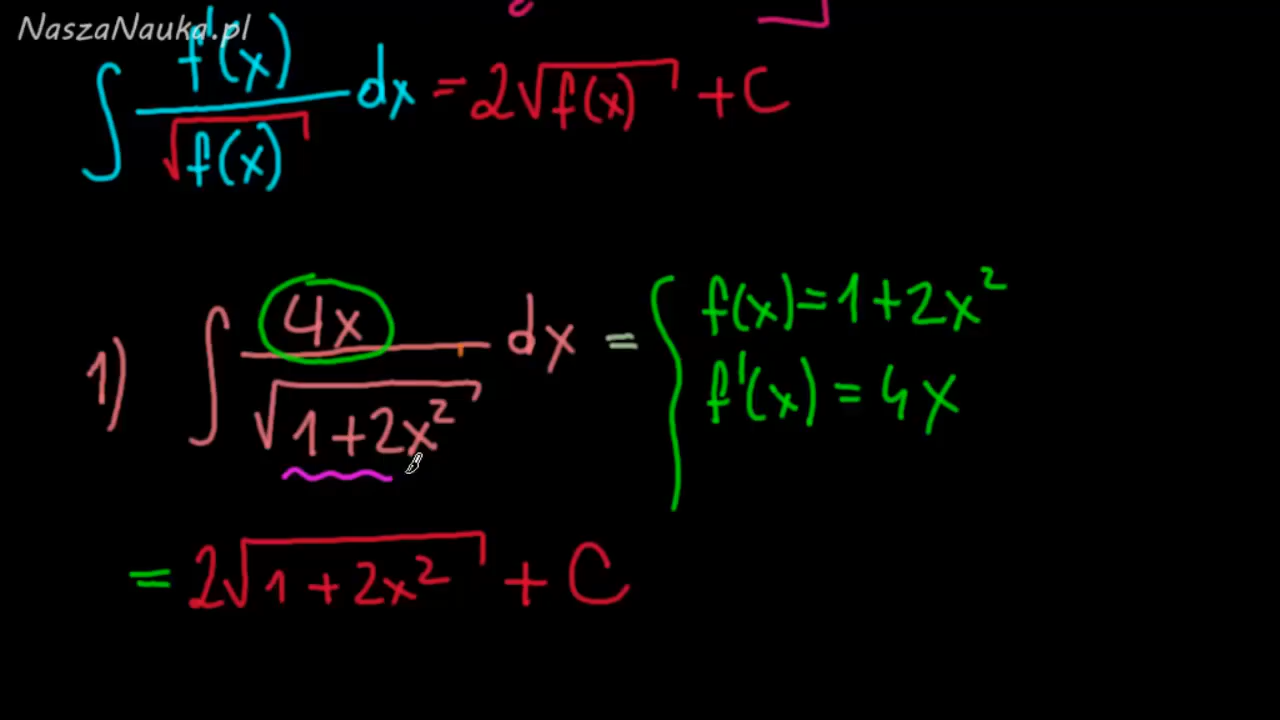 NaszaNauka.pl
∫ f'(x)/√f(x) dx = 2√f(x) + C
1) ∫ 4x/√1+2x² dx = { f(x)=1+2x²
f'(x)=4x
= 2√1+2x² + C